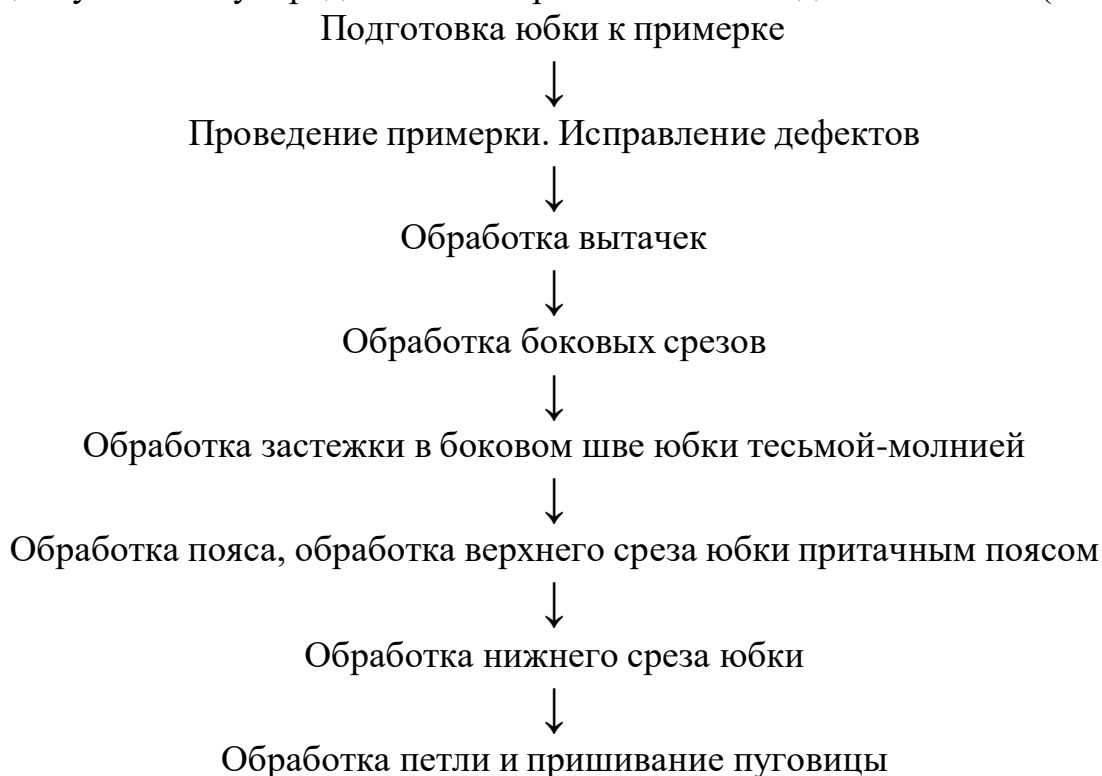 Подготовка юбки к примерке
↓
Проведение примерки. Исправление дефектов
↓
Обработка вытачек
↓
Обработка боковых срезов
↓
Обработка застежки в боковом шве юбки тесьмой-молнией
↓
Обработка пояса, обработка верхнего среза юбки притачным поясом
↓
Обработка нижнего среза юбки
↓
Обработка петли и пришивание пуговицы